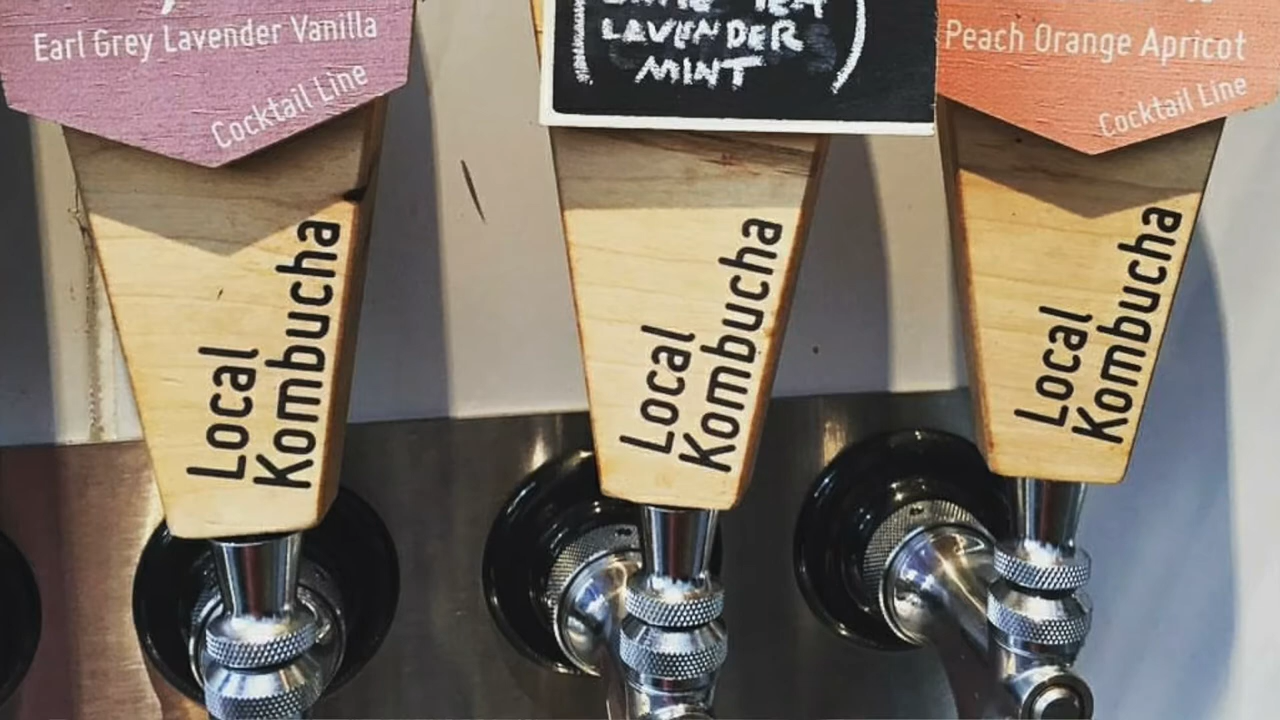 Earl Grey Lavender Vanilla
Cocktail Line
Local
Kombucha
TEA
LAVENDER
MINT
Local
Kombucha
Peach Orange Apricot
Cocktail Line
Local
Kombucha